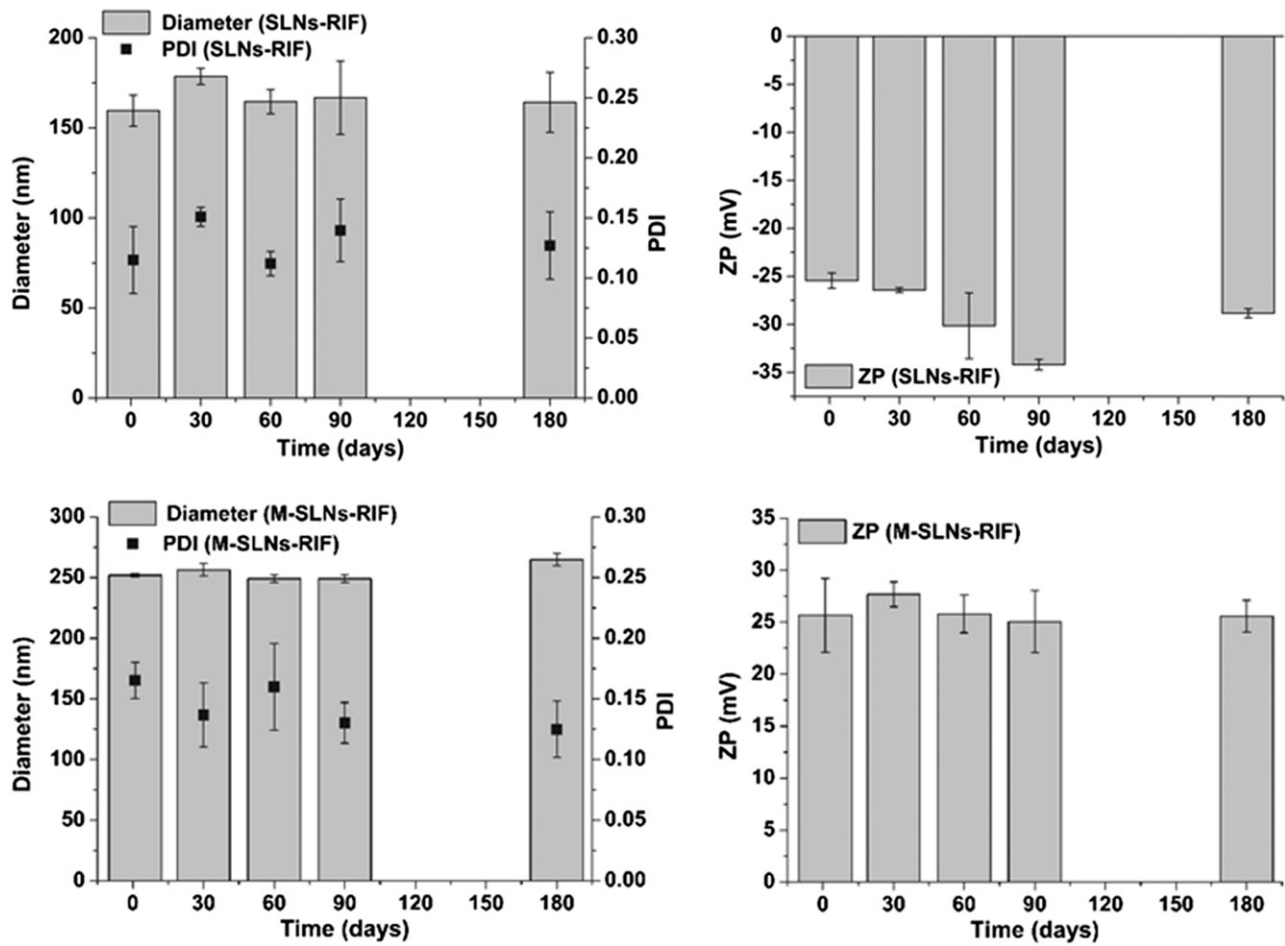 Diameter (SLNs-RIF)
PDI (SLNs-RIF)
200
150
100
50
0
Diameter (nm)
0.30
0.25
0.20
0.15
0.10
0.05
0.00
PDI
0 30 60 90 120 150 180
Time (days)
0
-5
-10
-15
-20
-25
-30
-35
ZP (mV)
ZP (SLNs-RIF)
0 30 60 90 120 150 180
Time (days)
Diameter (M-SLNs-RIF)
PDI (M-SLNs-RIF)
300
250
200
150
100
50
0
Diameter (nm)
0.30
0.25
0.20
0.15
0.10
0.05
0.00
PDI
0 30 60 90 120 150 180
Time (days)
ZP (M-SLNs-RIF)
35
30
25
20
15
10
5
0
ZP (mV)
0 30 60 90 120 150 180
Time (days)